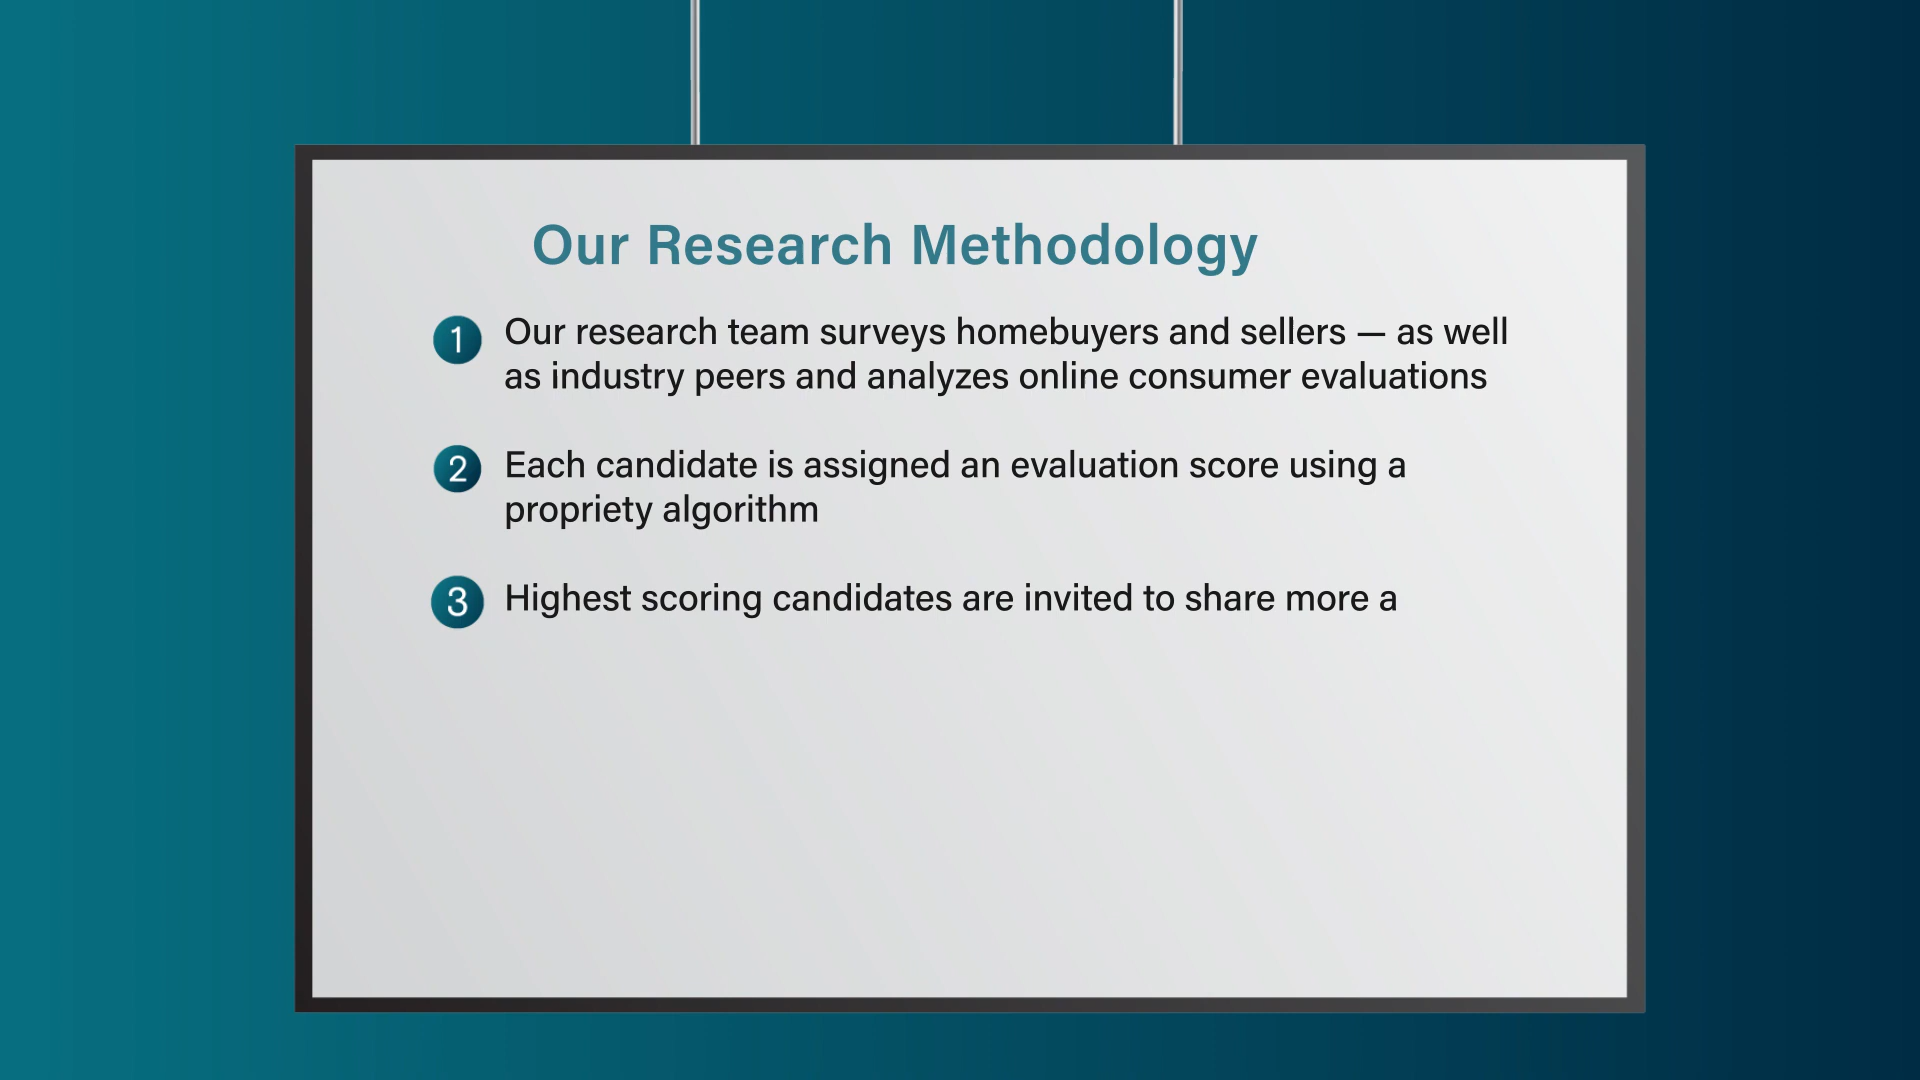 Our Research Methodology
1 Our research team surveys homebuyers and sellers — as well
as industry peers and analyzes online consumer evaluations
2 Each candidate is assigned an evaluation score using a
propriety algorithm
3 Highest scoring candidates are invited to share more a